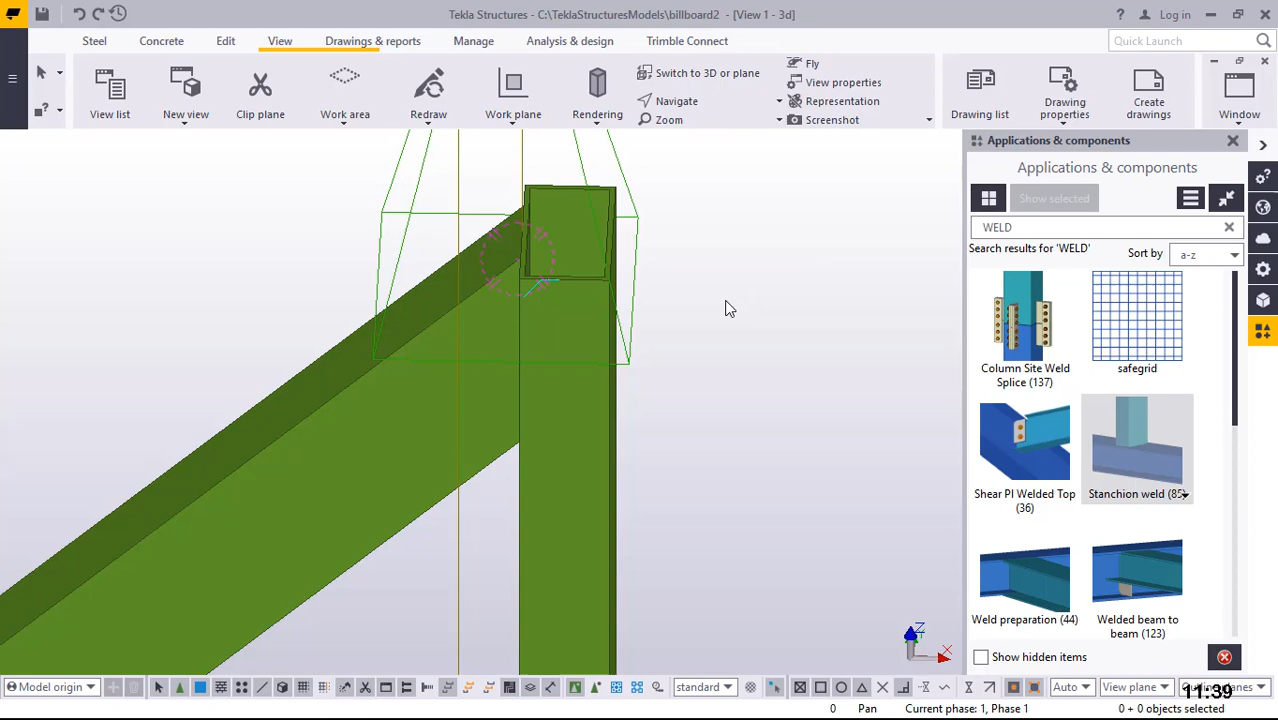 Tekla Structures - C:\TeklaStructuresModels\billboard2 - [View 1 - 3d]
? Log in
Steel Concrete Edit View Drawings & reports Manage Analysis & design Trimble Connect
Quick Launch
View list
New view
Clip plane
Work area
Redraw
Work plane
Rendering
Switch to 3D or plane
Navigate
Zoom
Fly
View properties
Representation
Screenshot
Drawing list
Drawing properties
Create drawings
Window
Applications & components
Applications & components
Show selected
WELD
Search results for 'WELD'
Sort by a-z
Column Site Weld Splice (137)
safegrid
Shear Pl Welded Top (36)
Stanchion weld (85)
Weld preparation (44)
Welded beam to beam (123)
Show hidden items
Z
X
Model origin
standard
Auto
View plane
Outline planes
11:39
0 Pan Current phase: 1, Phase 1 0 + 0 objects selected